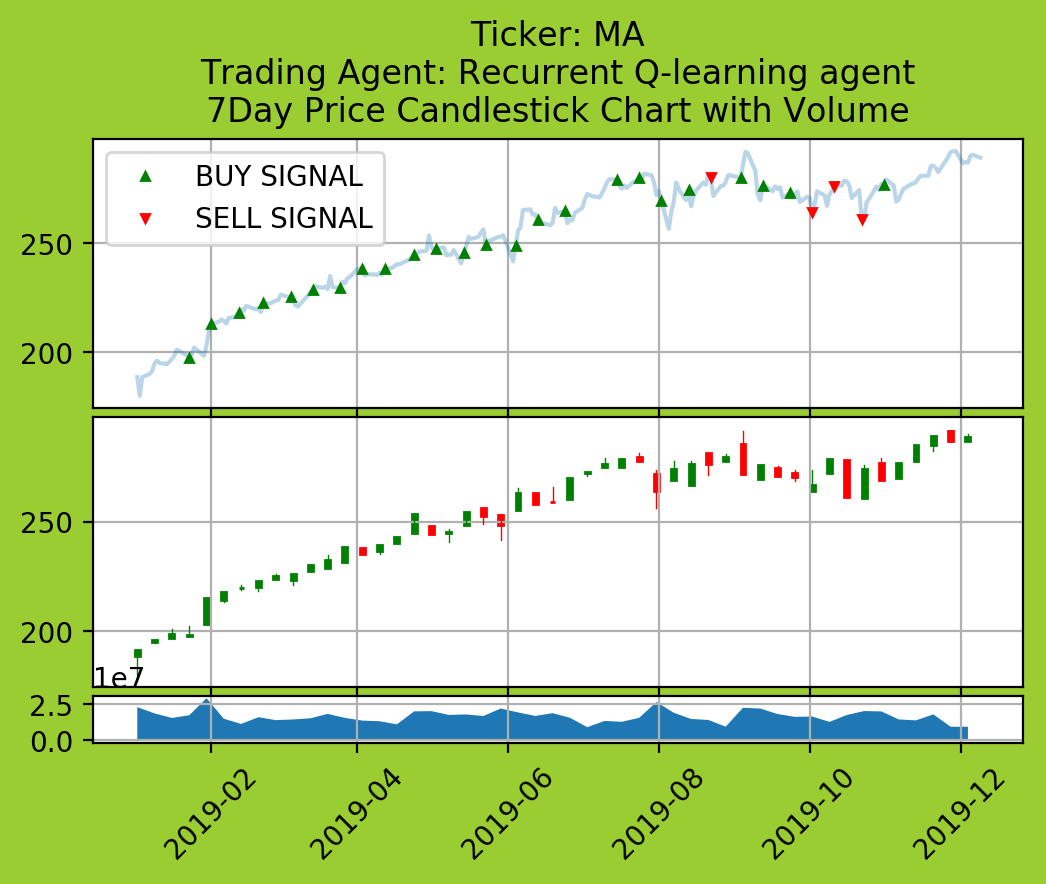 Ticker: MA
Trading Agent: Recurrent Q-learning agent
7Day Price Candlestick Chart with Volume
BUY SIGNAL
SELL SIGNAL
250
200
250
200
1e7
2.5
0.0
2019-02
2019-04
2019-06
2019-08
2019-10
2019-12